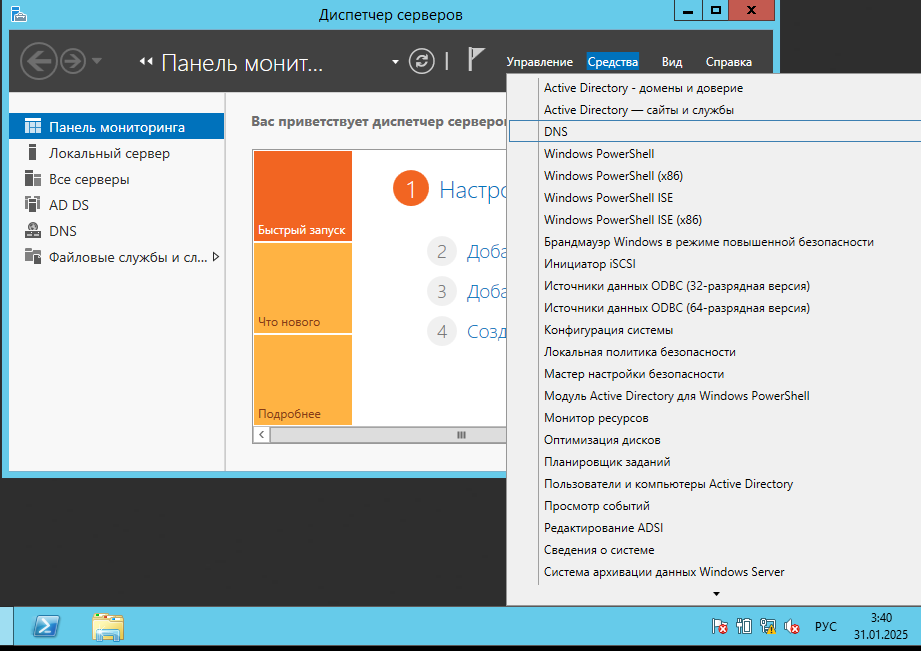 Диспетчер серверов
Панель монит...
Управление Средства Вид Справка
Панель мониторинга
Локальный сервер
Все серверы
AD DS
DNS
Файловые службы и сл...
Вас приветствует диспетчер серверо
Быстрый запуск
Что нового
Подробнее
1 Настро
2 Доба
3 Доба
4 Созд
Active Directory - домены и доверие
Active Directory — сайты и службы
DNS
Windows PowerShell
Windows PowerShell (x86)
Windows PowerShell ISE
Windows PowerShell ISE (x86)
Брандмауэр Windows в режиме повышенной безопасности
Инициатор iSCSI
Источники данных ODBC (32-разрядная версия)
Источники данных ODBC (64-разрядная версия)
Конфигурация системы
Локальная политика безопасности
Мастер настройки безопасности
Модуль Active Directory для Windows PowerShell
Монитор ресурсов
Оптимизация дисков
Планировщик заданий
Пользователи и компьютеры Active Directory
Просмотр событий
Редактирование ADSI
Сведения о системе
Система архивации данных Windows Server
РУС
3:40
31.01.2025